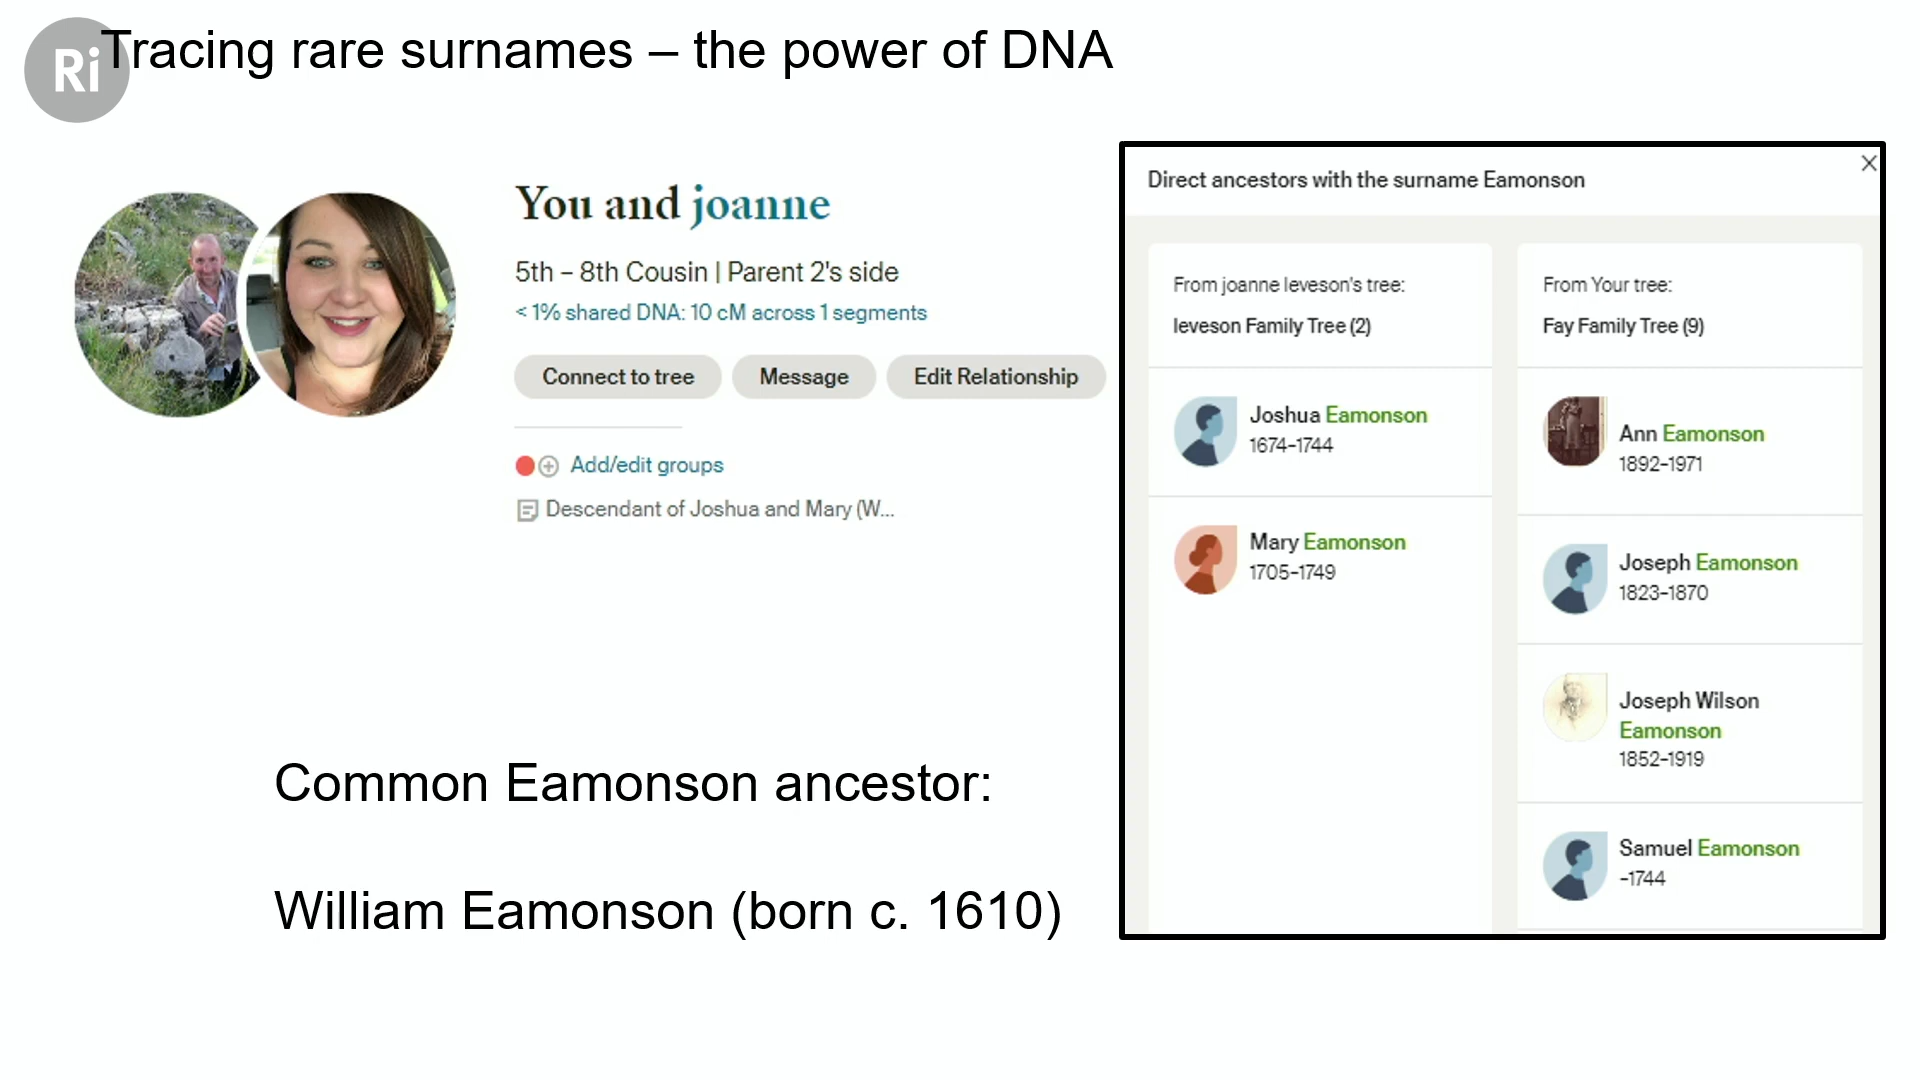 Ri
Tracing rare surnames – the power of DNA
You and joanne
5th – 8th Cousin | Parent 2's side
< 1% shared DNA: 10 cM across 1 segments
Connect to tree
Message
Edit Relationship
Add/edit groups
Descendant of Joshua and Mary (W...
Common Eamonson ancestor:
William Eamonson (born c. 1610)
Direct ancestors with the surname Eamonson
From joanne leveson's tree:
leveson Family Tree (2)
Joshua Eamonson
1674–1744
Mary Eamonson
1705–1749
From Your tree:
Fay Family Tree (9)
Ann Eamonson
1892–1971
Joseph Eamonson
1823–1870
Joseph Wilson
Eamonson
1852–1919
Samuel Eamonson
–1744